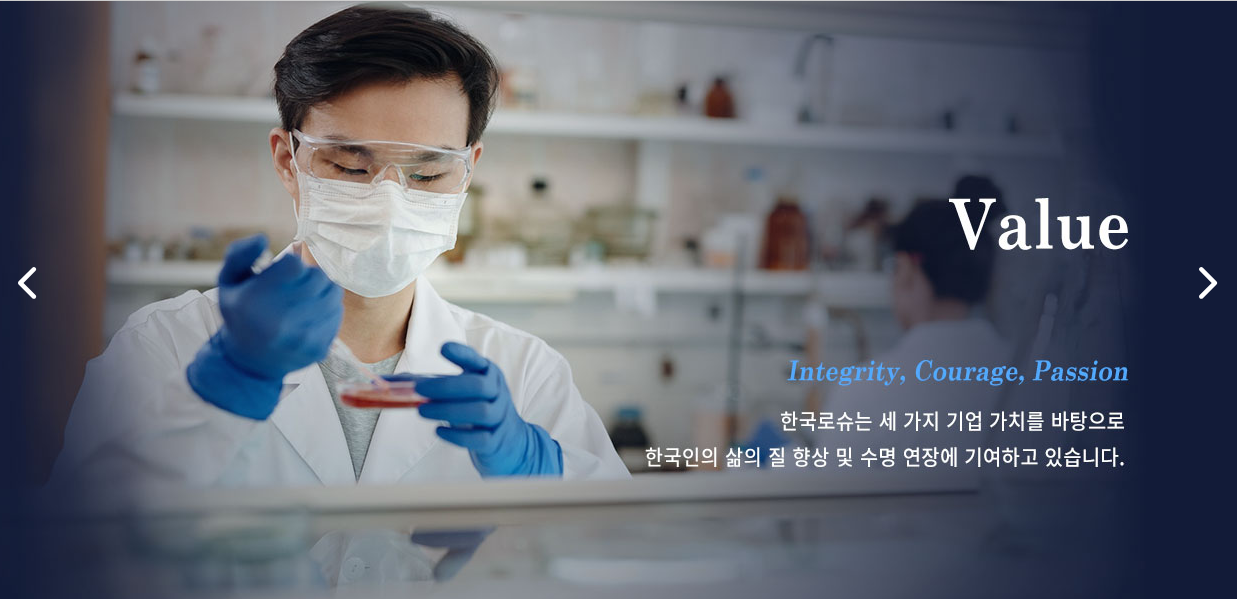 Value
Integrity, Courage, Passion
한국로슈는 세 가지 기업 가치를 바탕으로
한국인의 삶의 질 향상 및 수명 연장에 기여하고 있습니다.